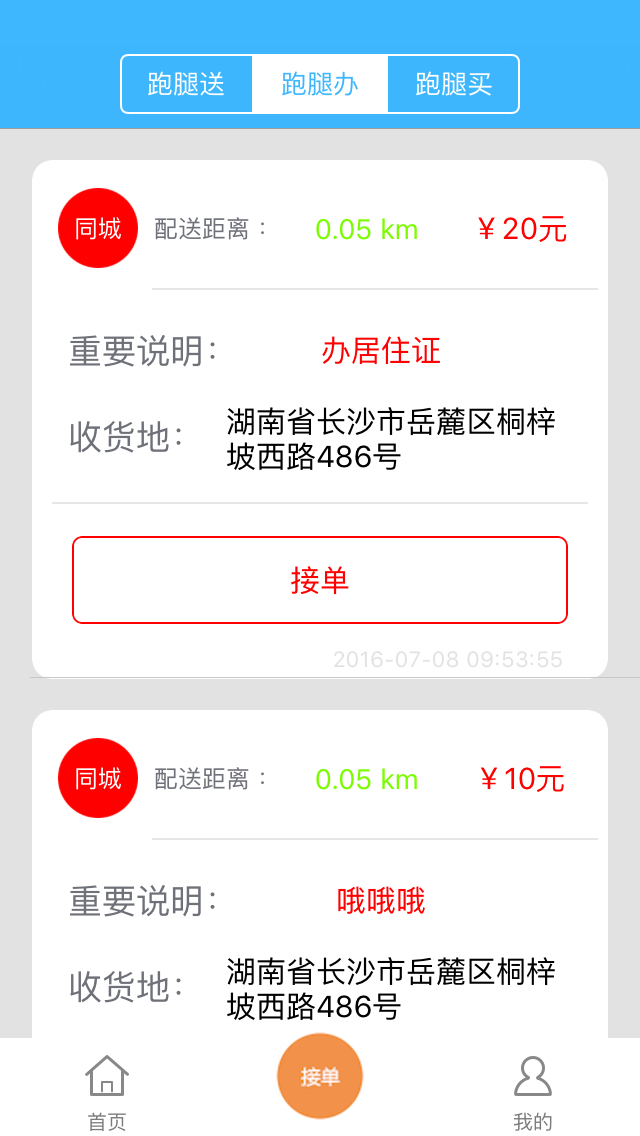 跑腿送 跑腿办 跑腿买
同城 配送距离： 0.05 km ￥20元
重要说明： 办居住证
收货地： 湖南省长沙市岳麓区桐梓
坡西路486号
接单
2016-07-08 09:53:55
同城 配送距离： 0.05 km ￥10元
重要说明： 哦哦哦
收货地： 湖南省长沙市岳麓区桐梓
坡西路486号
接单
首页 我的